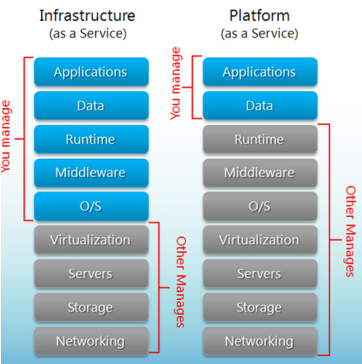 Infrastructure
(as a Service)
You manage
Applications
Data
Runtime
Middleware
O/S
Virtualization
Servers
Storage
Networking
Other Manages
Platform
(as a Service)
You manage
Applications
Data
Runtime
Middleware
O/S
Virtualization
Servers
Storage
Networking
Other Manages